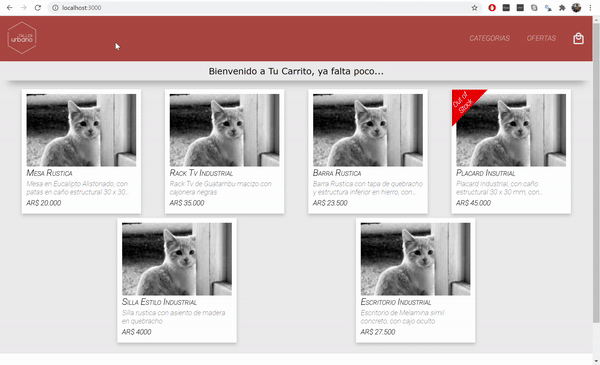 localhost:3000
urbano
CATEGORIAS OFERTAS
Bienvenido a Tu Carrito, ya falta poco...
Mesa Rustica
Mesa en Eucalipto Alistonado, con
patas en caño estructural 30 x 30...
AR$ 20.000
Rack Tv Industrial
Rack Tv de Guatambu macizo con
cajonera negras
AR$ 35.000
Barra Rustica
Barra Rustica con tapa de quebracho
y estructura inferior en hierro, con...
AR$ 23.500
Out of
Stock
Placard Insutrial
Placard industrial, con caño
estructural 30 x 30 mm, con...
AR$ 45.000
Silla Estilo Industrial
Silla rustica con asiento de madera
en quebracho
AR$ 4000
Escritorio Industrial
Escritorio de Melamina simil
concreto, con cajo oculto
AR$ 27.500